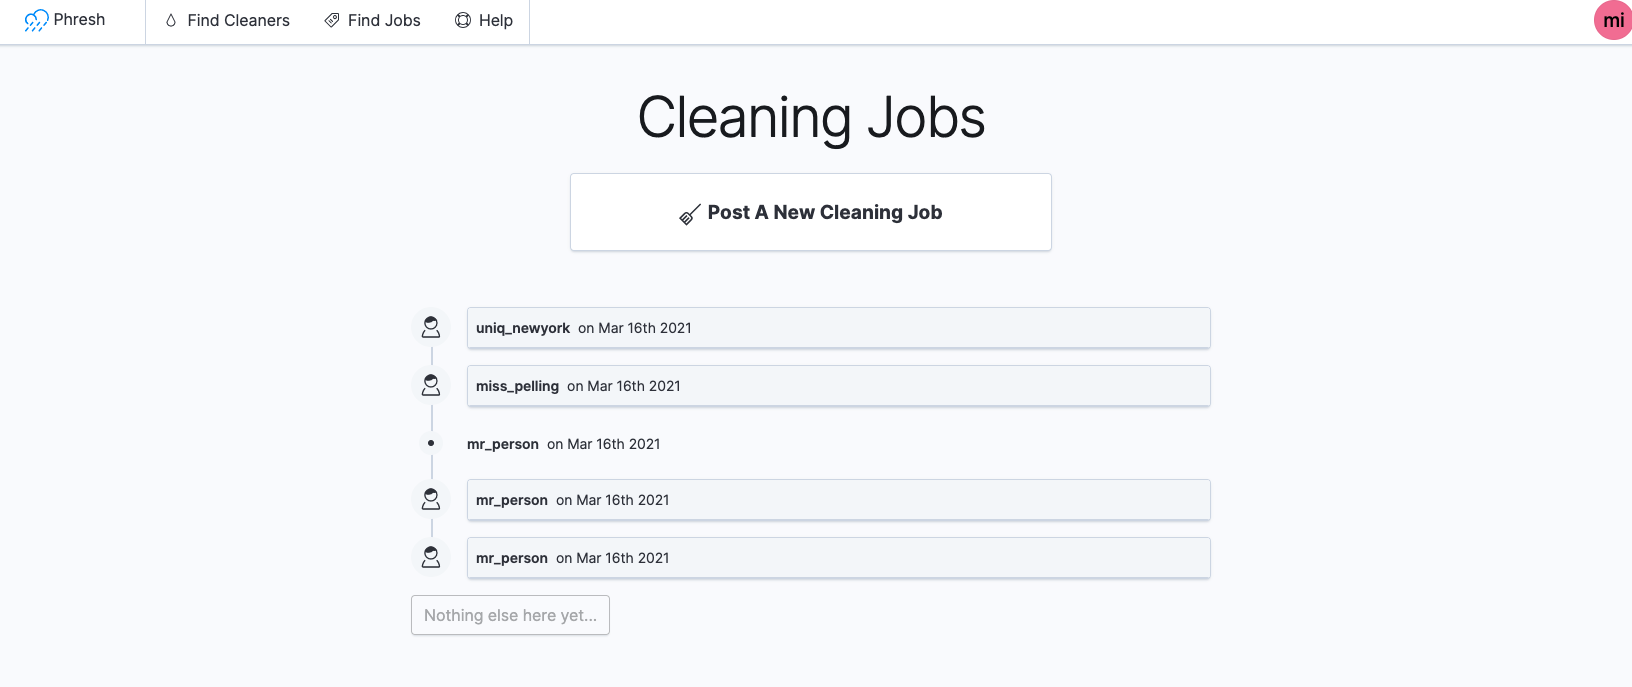 Phresh Find Cleaners Find Jobs Help mi
Cleaning Jobs
Post A New Cleaning Job
uniq_newyork on Mar 16th 2021
miss_pelling on Mar 16th 2021
mr_person on Mar 16th 2021
mr_person on Mar 16th 2021
mr_person on Mar 16th 2021
Nothing else here yet...